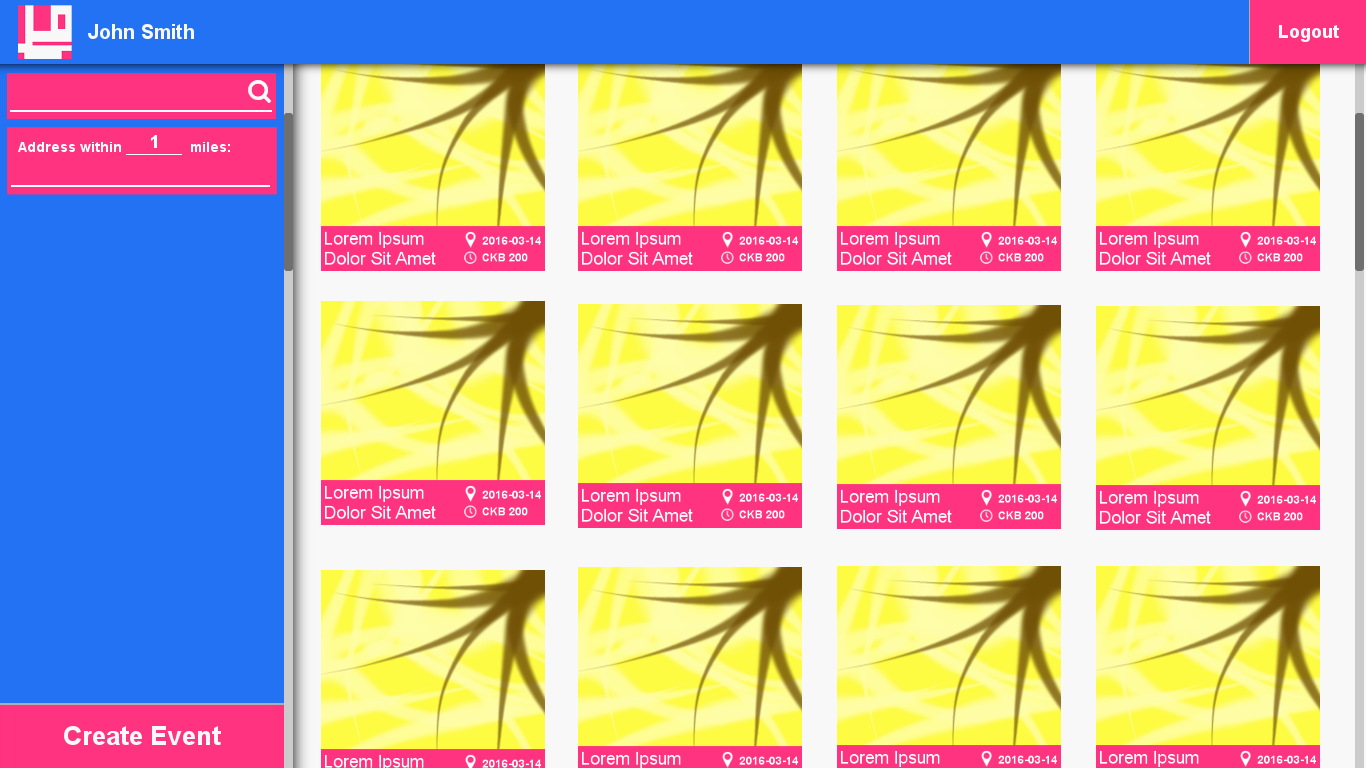 John Smith
Logout
Address within 1 miles:
Create Event
Lorem Ipsum
Dolor Sit Amet
2016-03-14
CKB 200
Lorem Ipsum
Dolor Sit Amet
2016-03-14
CKB 200
Lorem Ipsum
Dolor Sit Amet
2016-03-14
CKB 200
Lorem Ipsum
Dolor Sit Amet
2016-03-14
CKB 200
Lorem Ipsum
Dolor Sit Amet
2016-03-14
CKB 200
Lorem Ipsum
Dolor Sit Amet
2016-03-14
CKB 200
Lorem Ipsum
Dolor Sit Amet
2016-03-14
CKB 200
Lorem Ipsum
Dolor Sit Amet
2016-03-14
CKB 200
Lorem Ipsum
2016-03-14
Lorem Ipsum
2016-03-14
Lorem Ipsum
2016-03-14
Lorem Ipsum
2016-03-14